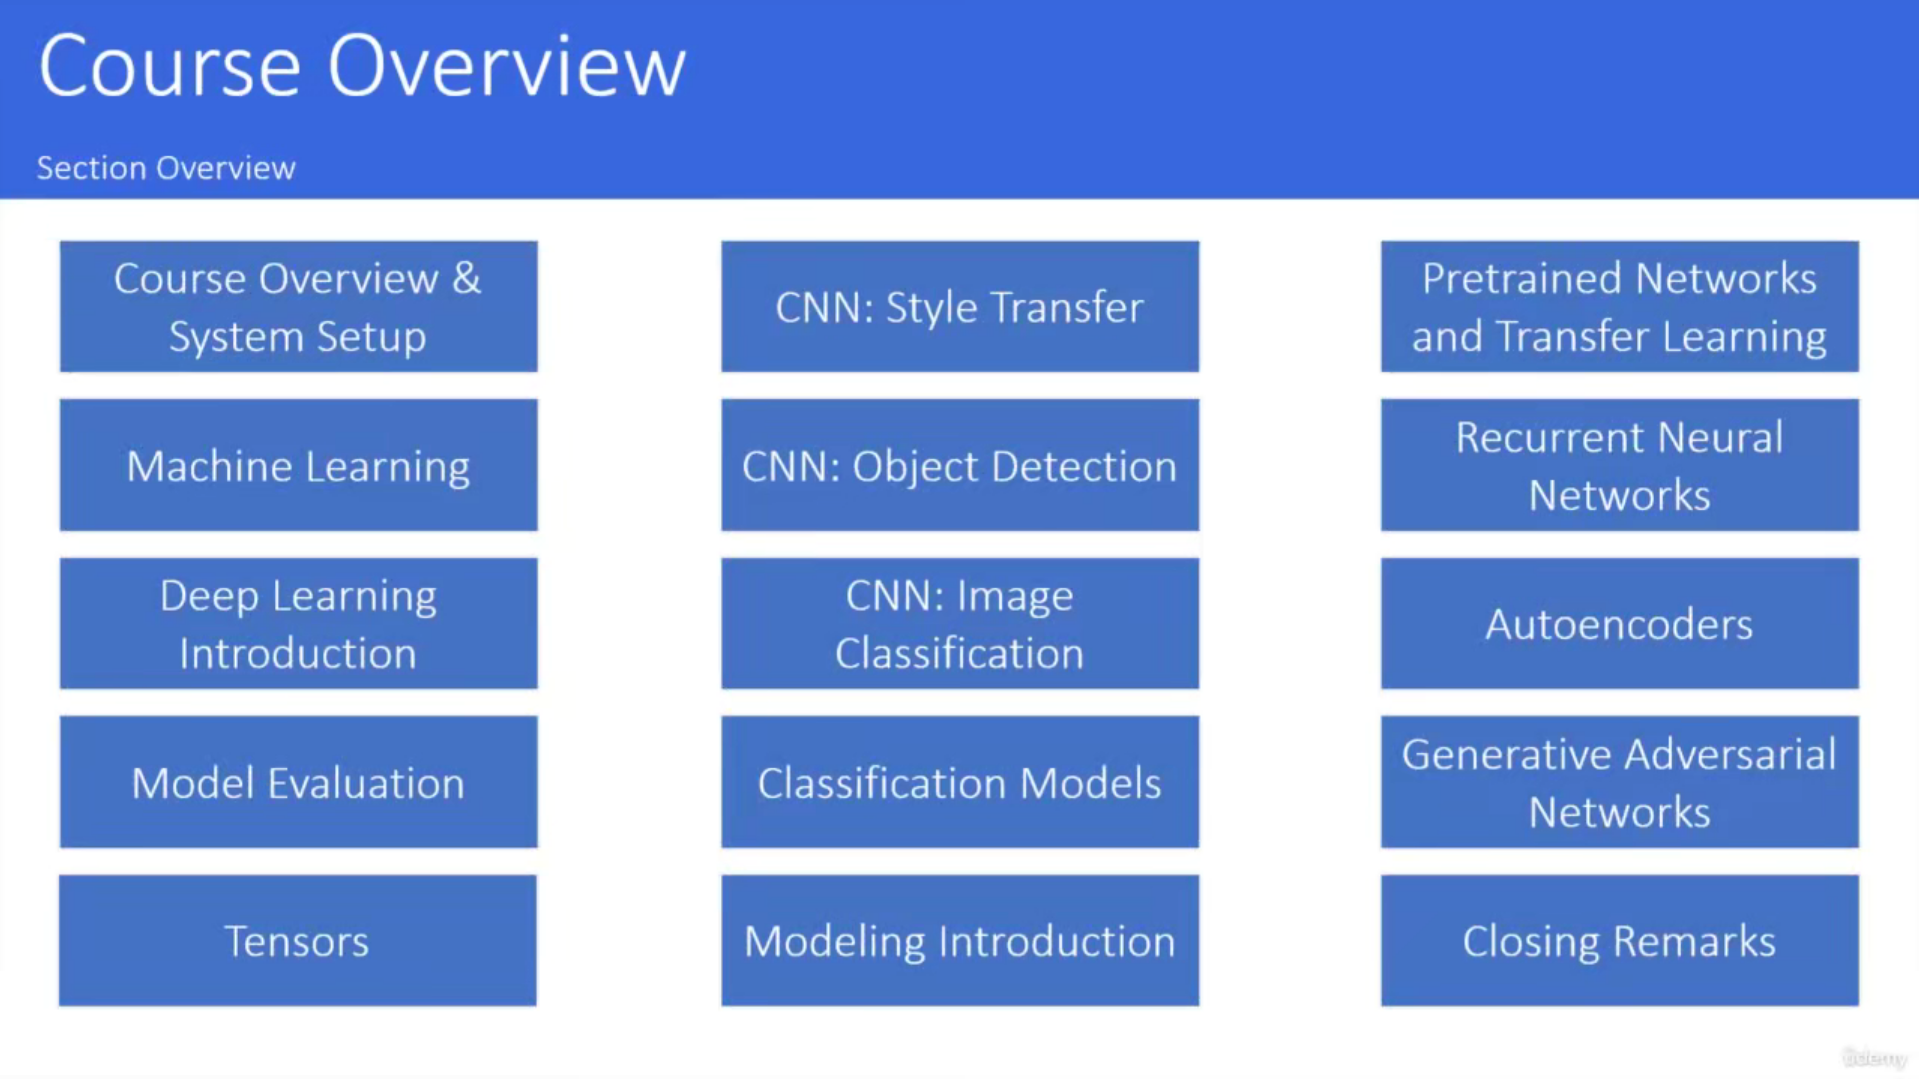 Course Overview
Section Overview
Course Overview &
System Setup
Machine Learning
Deep Learning
Introduction
Model Evaluation
Tensors
CNN: Style Transfer
CNN: Object Detection
CNN: Image
Classification
Classification Models
Modeling Introduction
Pretrained Networks
and Transfer Learning
Recurrent Neural
Networks
Autoencoders
Generative Adversarial
Networks
Closing Remarks
udemy